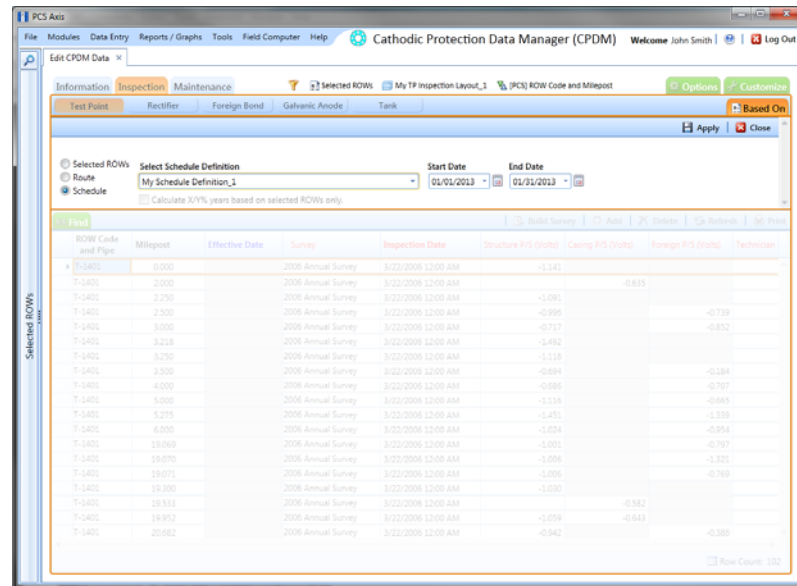 PCS Axis
File Modules Data Entry Reports / Graphs Tools Field Computer Help Cathodic Protection Data Manager (CPDM) Welcome John Smith | Log Out
Edit CPDM Data ×
Information Inspection Maintenance Selected ROWs My TP Inspection Layout_1 [PCS] ROW Code and Milepost Options Customize
Test Point Rectifier Foreign Bond Galvanic Anode Tank Based On
Apply Close
Selected ROWs Select Schedule Definition Start Date End Date
Route My Schedule Definition_1 01/01/2013 01/31/2013
Schedule
Calculate X/Y% years based on selected ROWs only.
Find Build Survey Add Delete Refresh Print
ROW Code and Pipe Milepost Effective Date Survey Inspection Date Structure P/S (Volts) Casing P/S (Volts) Foreign P/S (Volts) Technician
T-1401 0.000 2006 Annual Survey 3/22/2006 12:00 AM -1.141
T-1401 2.000 2006 Annual Survey 3/22/2006 12:00 AM -0.635
T-1401 2.250 2006 Annual Survey 3/22/2006 12:00 AM -1.091
T-1401 2.500 2006 Annual Survey 3/22/2006 12:00 AM -0.996 -0.739
T-1401 3.000 2006 Annual Survey 3/22/2006 12:00 AM -0.717 -0.852
T-1401 3.218 2006 Annual Survey 3/22/2006 12:00 AM -1.492
T-1401 3.250 2006 Annual Survey 3/22/2006 12:00 AM -1.118
T-1401 3.500 2006 Annual Survey 3/22/2006 12:00 AM -0.694 -0.184
T-1401 4.000 2006 Annual Survey 3/22/2006 12:00 AM -0.686 -0.707
T-1401 5.000 2006 Annual Survey 3/22/2006 12:00 AM -1.116 -0.665
T-1401 5.275 2006 Annual Survey 3/22/2006 12:00 AM -1.451 -1.339
T-1401 6.000 2006 Annual Survey 3/22/2006 12:00 AM -1.024 -0.954
T-1401 19.069 2006 Annual Survey 3/22/2006 12:00 AM -1.001 -0.797
T-1401 19.070 2006 Annual Survey 3/22/2006 12:00 AM -1.006 -1.321
T-1401 19.071 2006 Annual Survey 3/22/2006 12:00 AM -1.006 -0.769
T-1401 19.300 2006 Annual Survey 3/22/2006 12:00 AM -1.030
T-1401 19.533 2006 Annual Survey 3/22/2006 12:00 AM -0.582
T-1401 19.952 2006 Annual Survey 3/22/2006 12:00 AM -1.059 -0.643
T-1401 20.682 2006 Annual Survey 3/22/2006 12:00 AM -0.942 -0.385
Row Count: 102
Selected ROWs